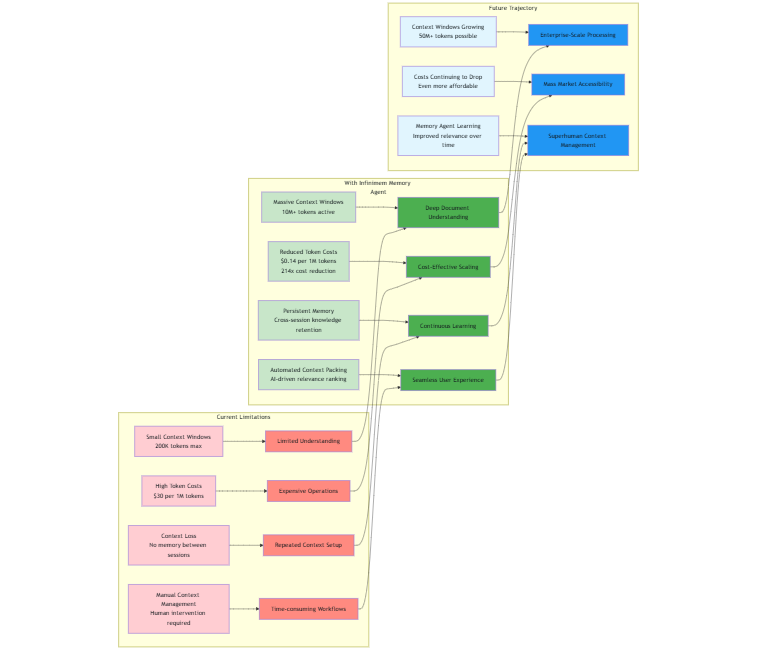 Future Trajectory
Context Windows Growing
50M+ tokens possible
Enterprise-Scale Processing
Costs Continuing to Drop
Even more affordable
Mass Market Accessibility
Memory Agent Learning
Improved relevance over
time
Superhuman Context
Management
With Infinimem Memory
Agent
Massive Context Windows
10M+ tokens active
Deep Document
Understanding
Reduced Token Costs
$0.14 per 1M tokens
214x cost reduction
Cost-Effective Scaling
Persistent Memory
Cross-session knowledge
retention
Continuous Learning
Automated Context Packing
AI-driven relevance ranking
Seamless User Experience
Current Limitations
Small Context Windows
200K tokens max
Limited Understanding
High Token Costs
$30 per 1M tokens
Expensive Operations
Context Loss
No memory between
sessions
Repeated Context Setup
Manual Context
Management
Human intervention
required
Time-consuming Workflows